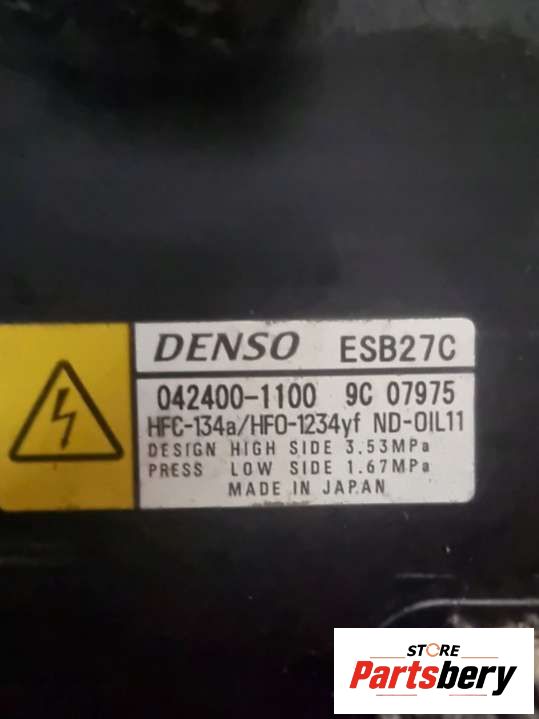 DENSO ESB27C
042400-1100 9C 07975
HFC-134a/HFO-1234yf ND-OIL11
DESIGN HIGH SIDE 3.53MPa
PRESS LOW SIDE 1.67MPa
MADE IN JAPAN
STORE
Partsbery